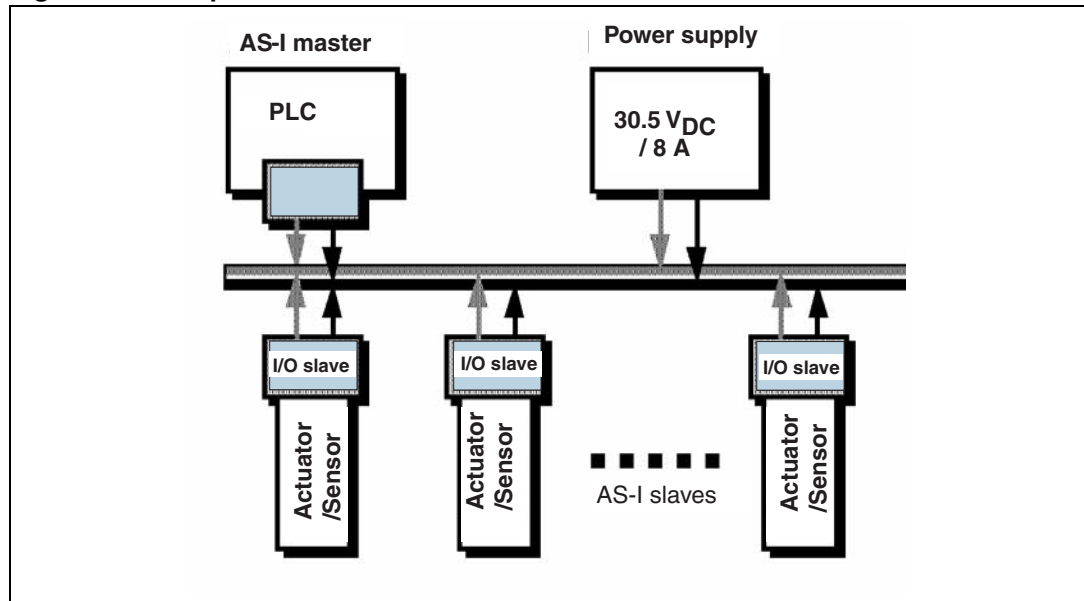 AS-I master
Power supply
PLC
30.5 VDC
/ 8 A
I/O slave
I/O slave
I/O slave
Actuator
/Sensor
Actuator
/Sensor
AS-I slaves
Actuator
/Sensor